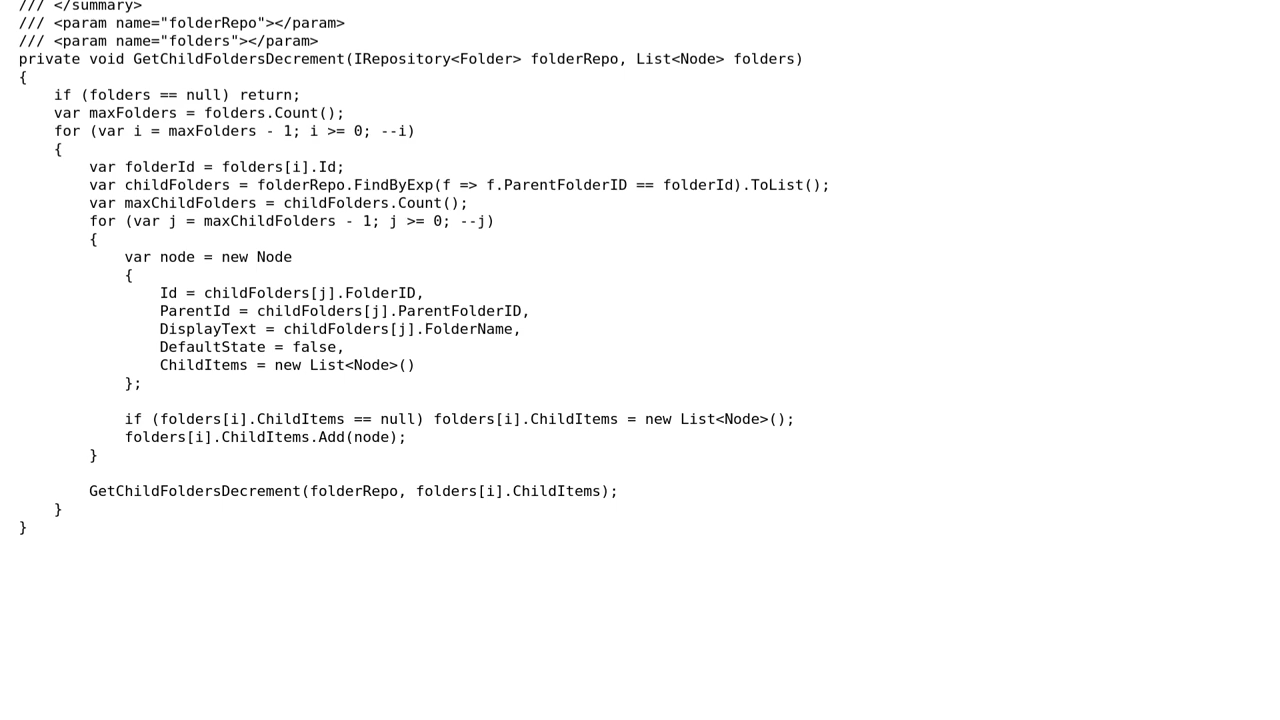 /// </summary>
/// <param name="folderRepo"></param>
/// <param name="folders"></param>
private void GetChildFoldersDecrement(IRepository<Folder> folderRepo, List<Node> folders)
{
    if (folders == null) return;
    var maxFolders = folders.Count();
    for (var i = maxFolders - 1; i >= 0; --i)
    {
        var folderId = folders[i].Id;
        var childFolders = folderRepo.FindByExp(f => f.ParentFolderID == folderId).ToList();
        var maxChildFolders = childFolders.Count();
        for (var j = maxChildFolders - 1; j >= 0; --j)
        {
            var node = new Node
            {
                Id = childFolders[j].FolderID,
                ParentId = childFolders[j].ParentFolderID,
                DisplayText = childFolders[j].FolderName,
                DefaultState = false,
                ChildItems = new List<Node>()
            };

            if (folders[i].ChildItems == null) folders[i].ChildItems = new List<Node>();
            folders[i].ChildItems.Add(node);
        }

        GetChildFoldersDecrement(folderRepo, folders[i].ChildItems);
    }
}